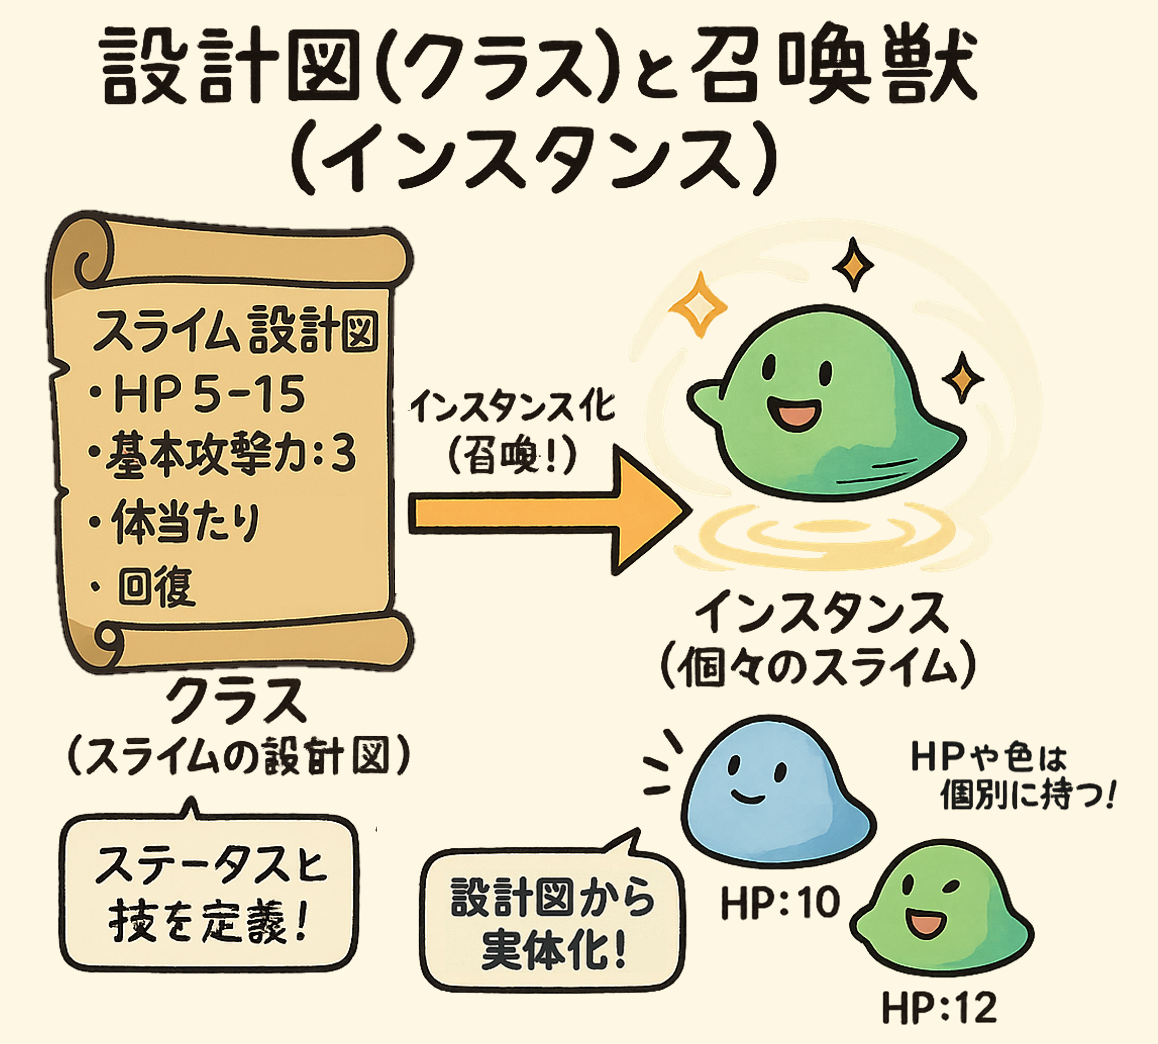 設計図(クラス)と召喚獣
(インスタンス)
スライム設計図
・HP5-15
・基本攻撃力:3
・体当たり
・回復
クラス
(スライムの設計図)
ステータスと
技を定義!
インスタンス化
(召喚!)
インスタンス
(個々のスライム)
設計図から
実体化!
HPや色は
個別に持つ!
HP:10
HP:12